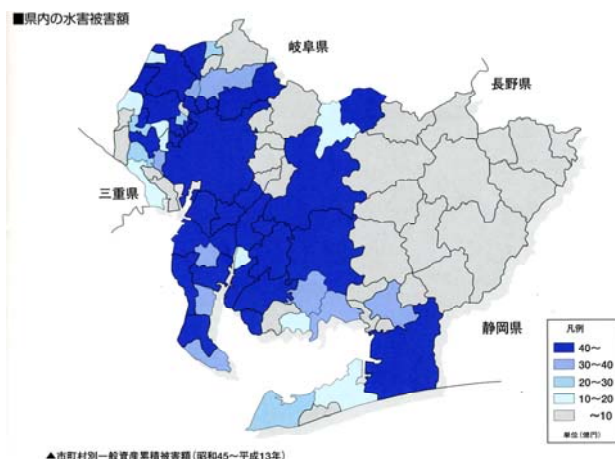 ■県内の水害被害額
岐阜県
長野県
三重県
静岡県
凡例
40～
30～40
20～30
10～20
～10
単位(億円)
▲市町村別一般資産累積被害額(昭和45～平成13年)